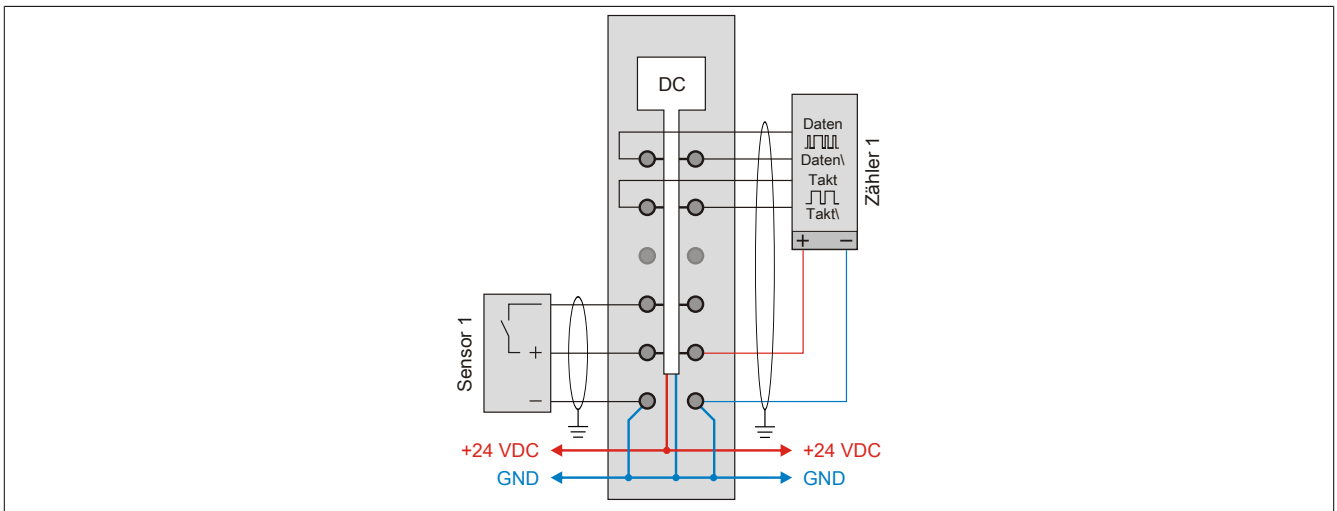 DC
Daten
Daten\
Takt
Takt\
Zähler 1
+ −
Sensor 1
+
−
+24 VDC
+24 VDC
GND
GND